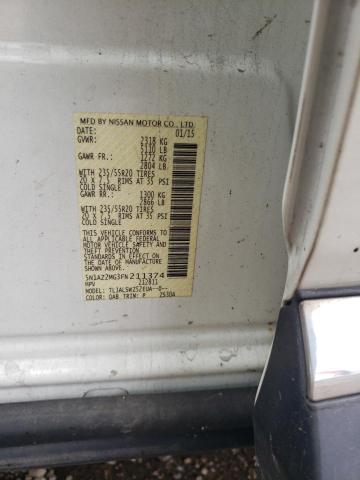 MFD BY NISSAN MOTOR CO., LTD.
DATE: 01/15
GVWR: 2318 KG
5110 LB
GAWR FR.: 1272 KG
2804 LB
WITH 235/55R20 TIRES
20 X 7.5 RIMS AT 35 PSI
COLD SINGLE
GAWR RR.: 1300 KG
2866 LB
WITH 235/55R20 TIRES
20 X 7.5 RIMS AT 35 PSI
COLD SINGLE
THIS VEHICLE CONFORMS TO ALL
APPLICABLE U.S. FEDERAL
MOTOR VEHICLE SAFETY AND
THEFT PREVENTION STANDARDS
IN EFFECT ON THE DATE OF
MANUFACTURE SHOWN ABOVE.
5N1AZ2MG3FN211374
MPV 212811
MODEL: TLJALSWZ52EUA--D--
COLOR: QAB TRIM: P Z530A